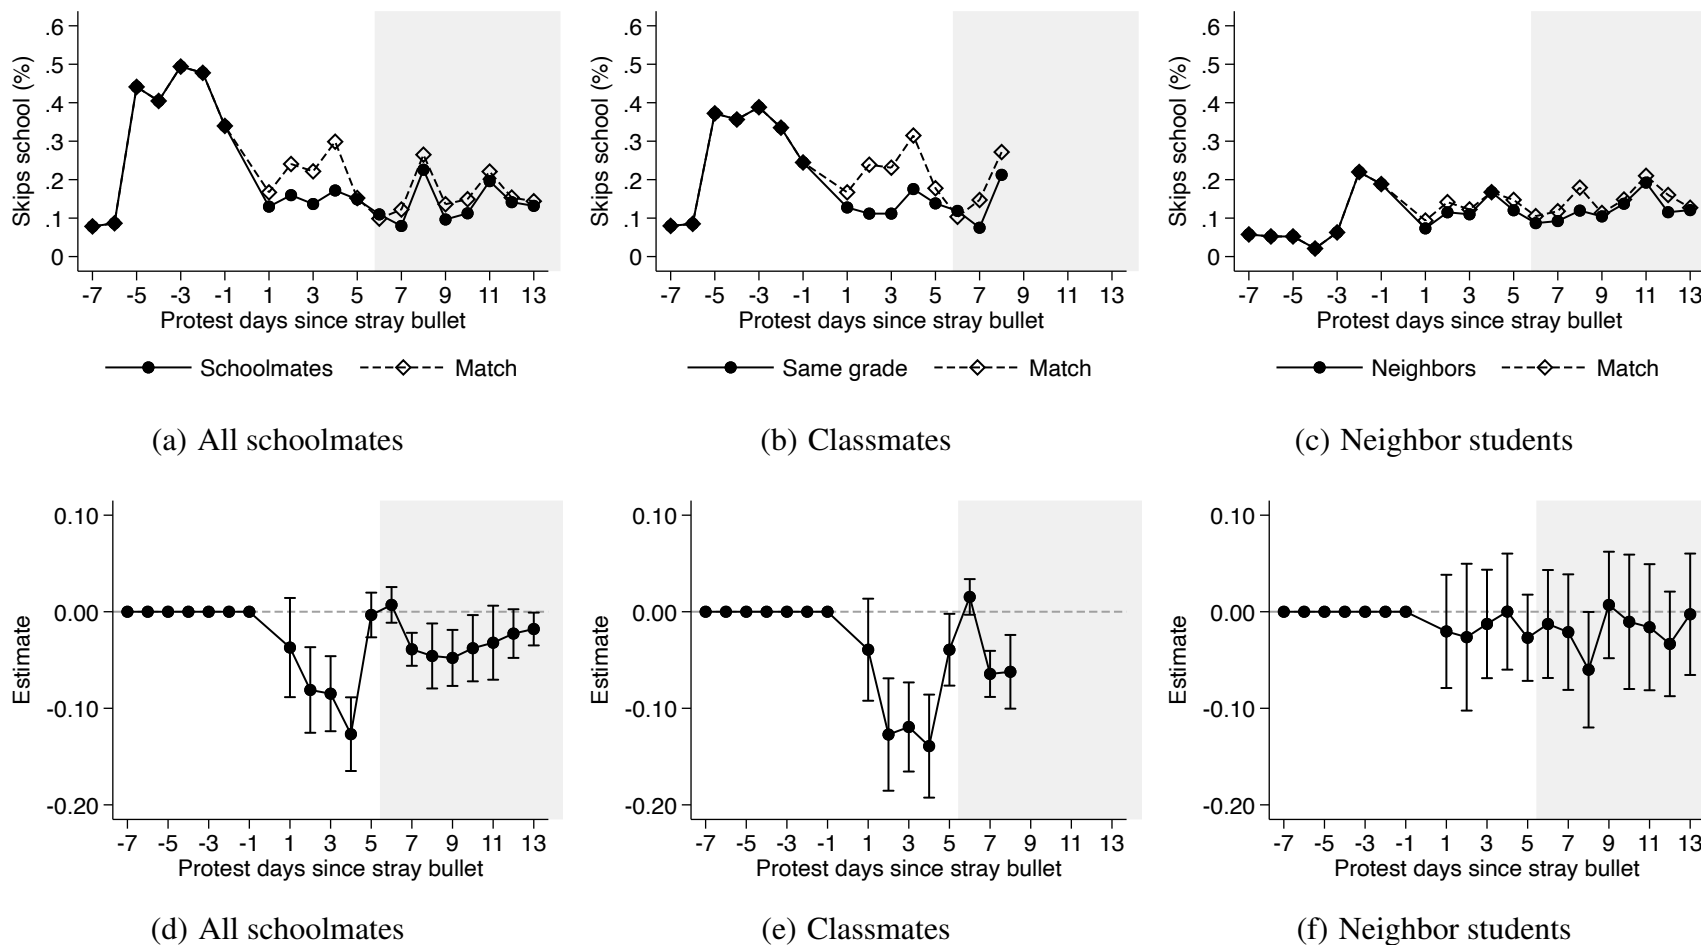 .6
.5
.4
.3
.2
.1
0
Skips school (%)
-7 -5 -3 -1 1 3 5 7 9 11 13
Protest days since stray bullet
Schoolmates Match
(a) All schoolmates
.6
.5
.4
.3
.2
.1
0
Skips school (%)
-7 -5 -3 -1 1 3 5 7 9 11 13
Protest days since stray bullet
Same grade Match
(b) Classmates
.6
.5
.4
.3
.2
.1
0
Skips school (%)
-7 -5 -3 -1 1 3 5 7 9 11 13
Protest days since stray bullet
Neighbors Match
(c) Neighbor students
0.10
0.00
-0.10
-0.20
Estimate
-7 -5 -3 -1 1 3 5 7 9 11 13
Protest days since stray bullet
(d) All schoolmates
0.10
0.00
-0.10
-0.20
Estimate
-7 -5 -3 -1 1 3 5 7 9 11 13
Protest days since stray bullet
(e) Classmates
0.10
0.00
-0.10
-0.20
Estimate
-7 -5 -3 -1 1 3 5 7 9 11 13
Protest days since stray bullet
(f) Neighbor students